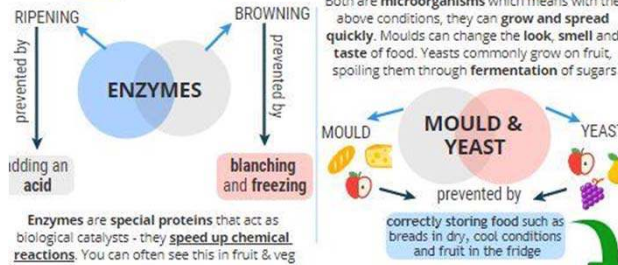 RIPENING
BROWNING
prevented by
prevented by
ENZYMES
adding an
acid
blanching
and freezing
Enzymes are special proteins that act as
biological catalysts - they speed up chemical
reactions. You can often see this in fruit & veg
Both are microorganisms which means with the
above conditions, they can grow and spread
quickly. Moulds can change the look, smell and
taste of food. Yeasts commonly grow on fruit,
spoiling them through fermentation of sugars
MOULD
MOULD &
YEAST
YEAST
prevented by
correctly storing food such as
breads in dry, cool conditions
and fruit in the fridge